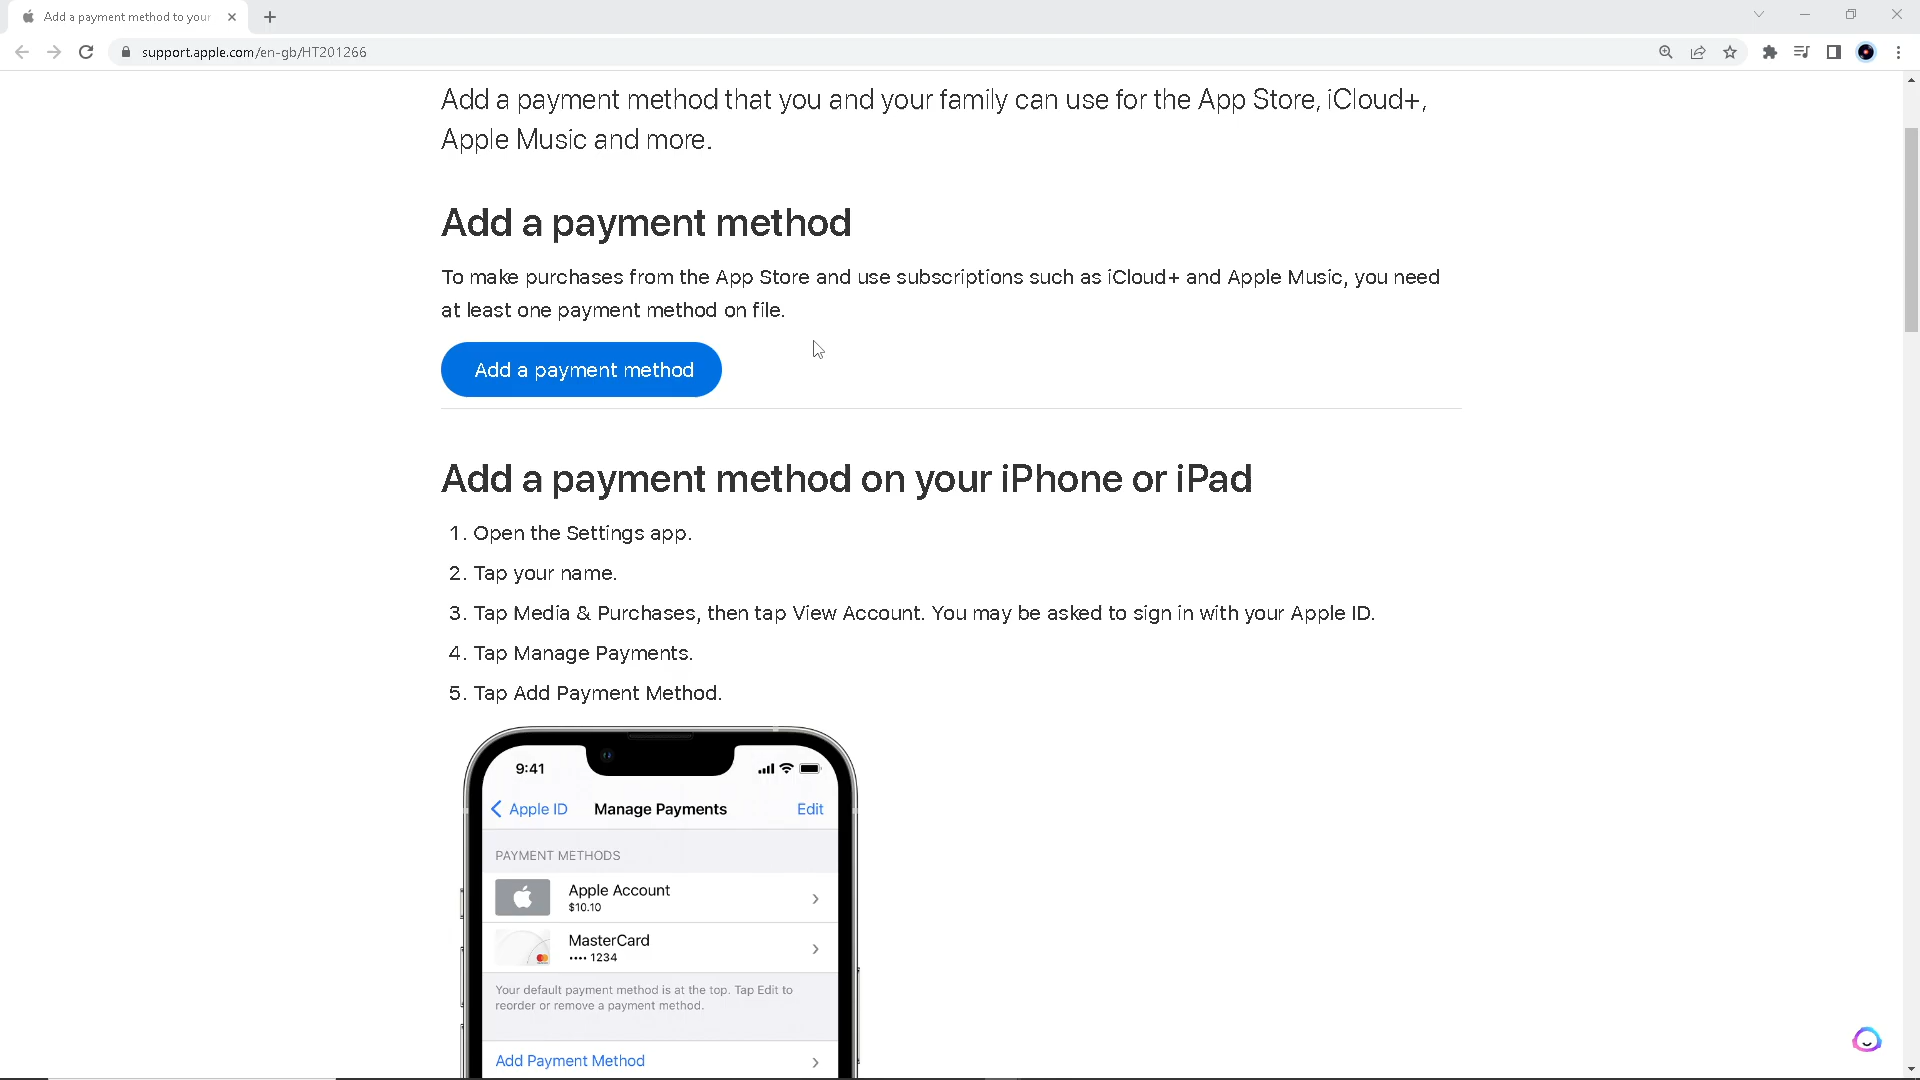 Add a payment method to your
support.apple.com/en-gb/HT201266
Add a payment method that you and your family can use for the App Store, iCloud+,
Apple Music and more.
Add a payment method
To make purchases from the App Store and use subscriptions such as iCloud+ and Apple Music, you need
at least one payment method on file.
Add a payment method
Add a payment method on your iPhone or iPad
1. Open the Settings app.
2. Tap your name.
3. Tap Media & Purchases, then tap View Account. You may be asked to sign in with your Apple ID.
4. Tap Manage Payments.
5. Tap Add Payment Method.
9:41
Apple ID Manage Payments Edit
PAYMENT METHODS
Apple Account
$10.10
MasterCard
•••• 1234
Your default payment method is at the top. Tap Edit to
reorder or remove a payment method.
Add Payment Method